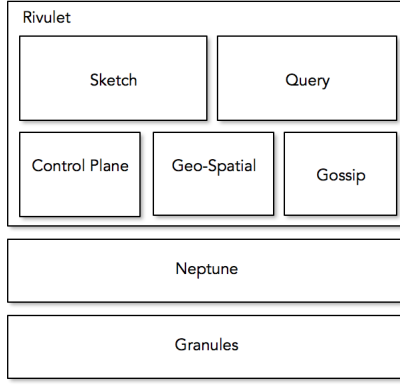 Rivulet
Sketch
Query
Control Plane
Geo-Spatial
Gossip
Neptune
Granules